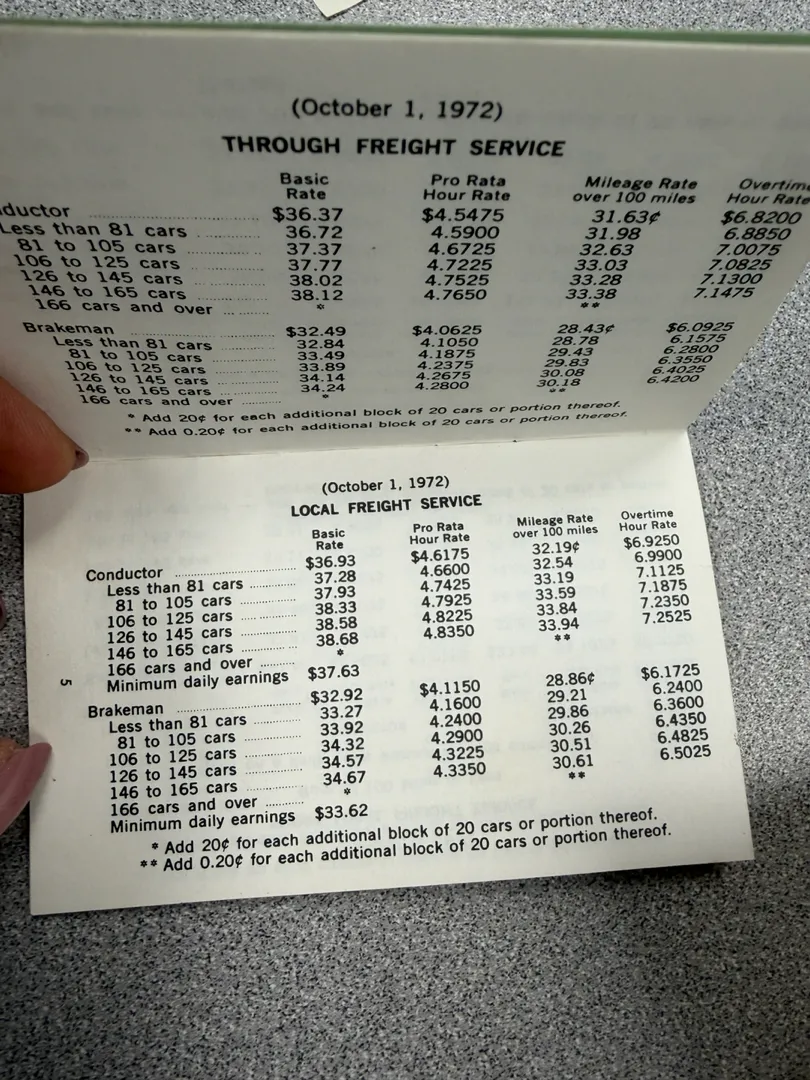 (October 1, 1972)
THROUGH FREIGHT SERVICE
Basic Rate Pro Rata Hour Rate Mileage Rate over 100 miles Overtime Hour Rate
ductor $36.37 $4.5475 31.63¢ $6.8200
Less than 81 cars 36.72 4.5900 31.98 6.8850
81 to 105 cars 37.37 4.6725 32.63 7.0075
106 to 125 cars 37.77 4.7225 33.03 7.0825
126 to 145 cars 38.02 4.7525 33.28 7.1300
146 to 165 cars 38.12 4.7650 33.38 7.1475
166 cars and over * **
Brakeman $32.49 $4.0625 28.43¢ $6.0925
Less than 81 cars 32.84 4.1050 28.78 6.1575
81 to 105 cars 33.49 4.1875 29.43 6.2800
106 to 125 cars 33.89 4.2375 29.83 6.3550
126 to 145 cars 34.14 4.2675 30.08 6.4025
146 to 165 cars 34.24 4.2800 30.18 6.4200
166 cars and over * **
* Add 20¢ for each additional block of 20 cars or portion thereof.
** Add 0.20¢ for each additional block of 20 cars or portion thereof.
(October 1, 1972)
LOCAL FREIGHT SERVICE
Basic Rate Pro Rata Hour Rate Mileage Rate over 100 miles Overtime Hour Rate
Conductor $36.93 $4.6175 32.19¢ $6.9250
Less than 81 cars 37.28 4.6600 32.54 6.9900
81 to 105 cars 37.93 4.7425 33.19 7.1125
106 to 125 cars 38.33 4.7925 33.59 7.1875
126 to 145 cars 38.58 4.8225 33.84 7.2350
146 to 165 cars 38.68 4.8350 33.94 7.2525
166 cars and over * **
Minimum daily earnings $37.63
Brakeman $32.92 $4.1150 28.86¢ $6.1725
Less than 81 cars 33.27 4.1600 29.21 6.2400
81 to 105 cars 33.92 4.2400 29.86 6.3600
106 to 125 cars 34.32 4.2900 30.26 6.4350
126 to 145 cars 34.57 4.3225 30.51 6.4825
146 to 165 cars 34.67 4.3350 30.61 6.5025
166 cars and over * **
Minimum daily earnings $33.62
* Add 20¢ for each additional block of 20 cars or portion thereof.
** Add 0.20¢ for each additional block of 20 cars or portion thereof.
5